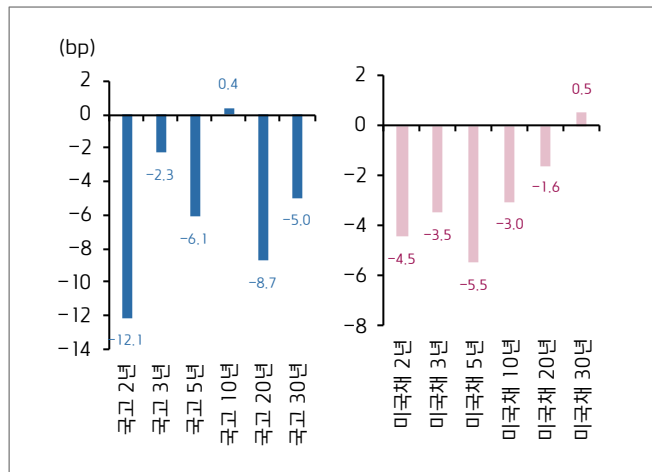 (bp)
2
0
-2
-4
-6
-8
-10
-12
-14
-12.1
-2.3
-6.1
0.4
-8.7
-5.0
국고 2년
국고 3년
국고 5년
국고 10년
국고 20년
국고 30년
2
0
-2
-4
-6
-8
-4.5
-3.5
-5.5
-3.0
-1.6
0.5
미국채 2년
미국채 3년
미국채 5년
미국채 10년
미국채 20년
미국채 30년